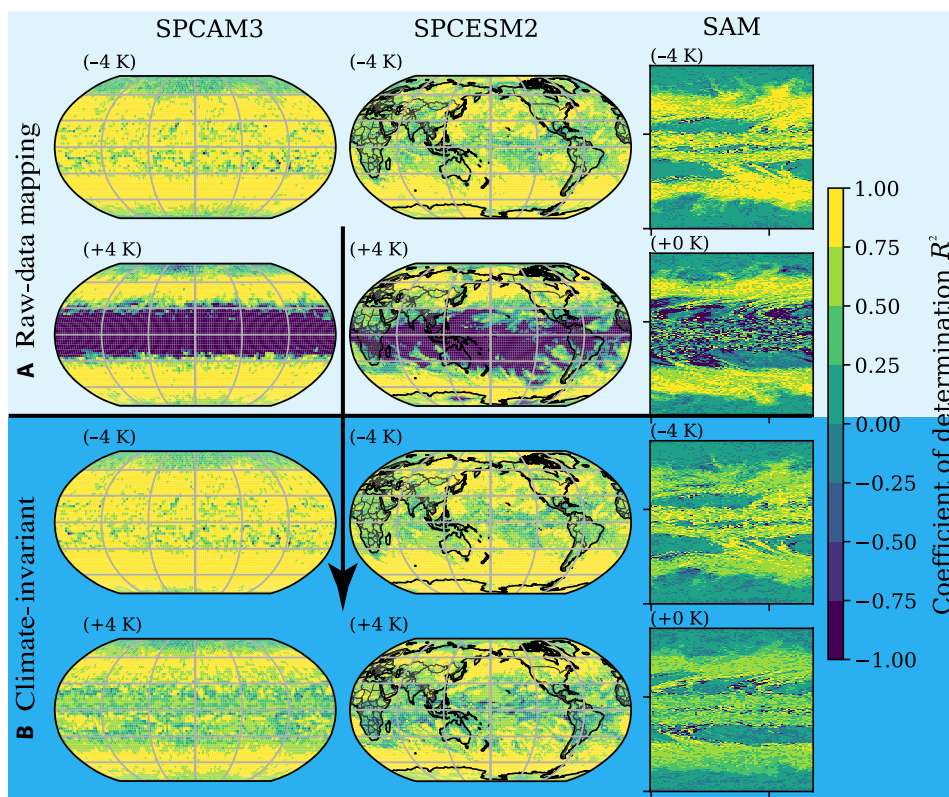 SPCAM3 SPCESM2 SAM
(–4 K) (–4 K) (–4 K)
(+4 K) (+4 K) (+0 K)
A Raw-data mapping
(–4 K) (–4 K) (–4 K)
(+4 K) (+4 K) (+0 K)
B Climate-invariant
1.00
0.75
0.50
0.25
0.00
−0.25
−0.50
−0.75
−1.00
Coefficient of determination R²